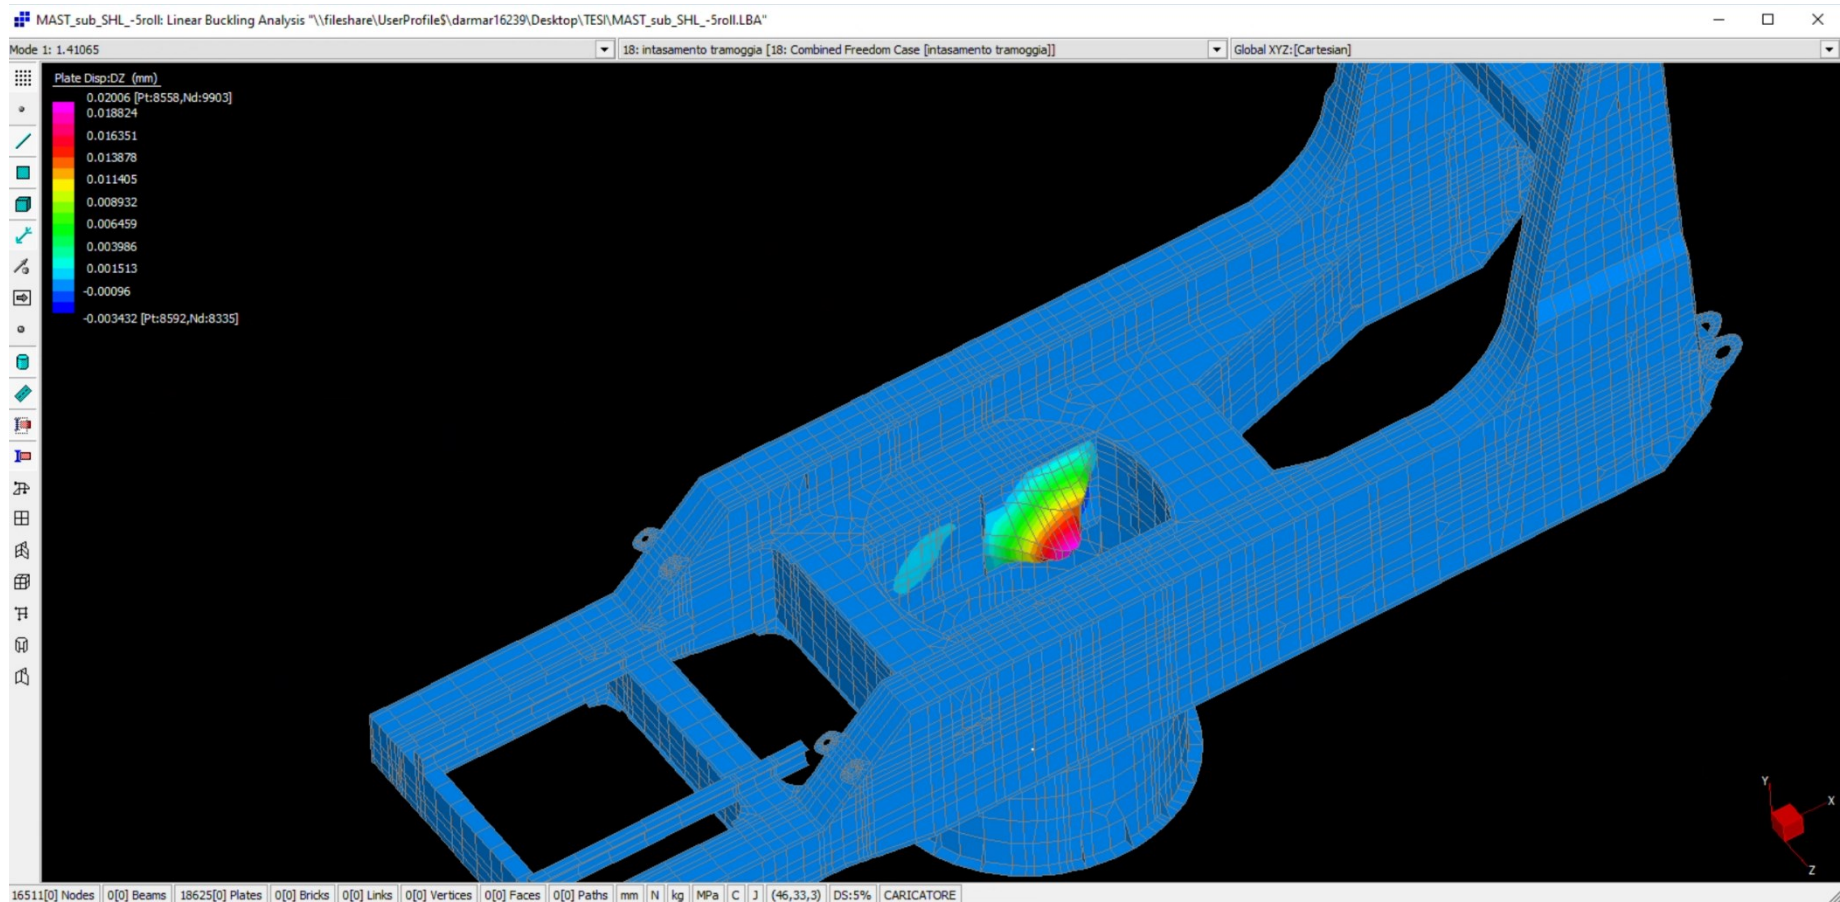 MAST_sub_SHL_-5roll: Linear Buckling Analysis "\\fileshare\UserProfile$\darmar16239\Desktop\TESI\MAST_sub_SHL_-5roll.LBA"
Mode 1: 1.41065 18: intasamento tramoggia [18: Combined Freedom Case [intasamento tramoggia]] Global XYZ:[Cartesian]
Plate Disp:DZ (mm)
0.02006 [Pt:8558,Nd:9903]
0.018824
0.016351
0.013878
0.011405
0.008932
0.006459
0.003986
0.001513
-0.00096
-0.003432 [Pt:8592,Nd:8335]
Y
X
Z
16511[0] Nodes 0[0] Beams 18625[0] Plates 0[0] Bricks 0[0] Links 0[0] Vertices 0[0] Faces 0[0] Paths mm N kg MPa C J (46,33,3) DS:5% CARICATORE